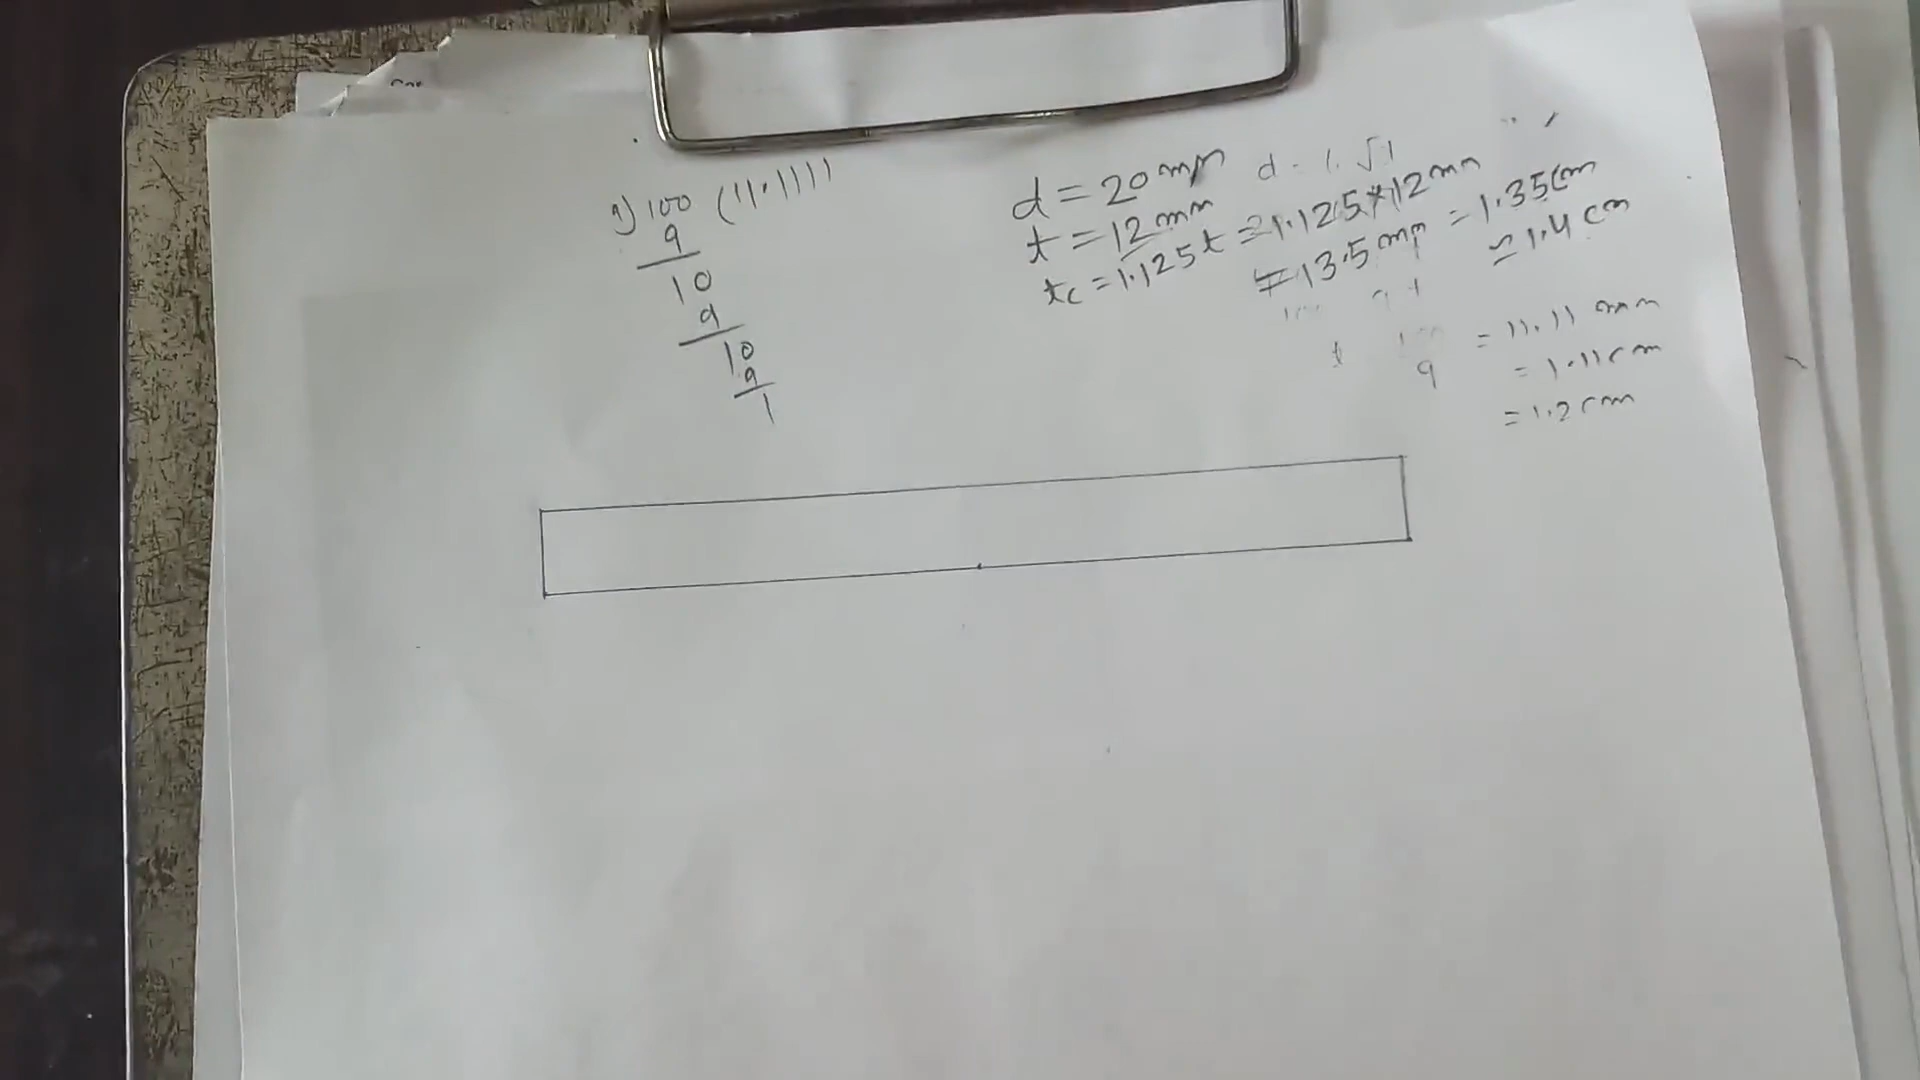 9)100 (11.1111
9
10
9
10
9
1
d = 20 mm
t = 12 mm
tc = 1.125 t = 1.125 * 12 mm
= 13.5 mm = 1.35 cm
≃ 1.4 cm
9 = 11.11 mm
= 1.11 cm
= 1.2 cm